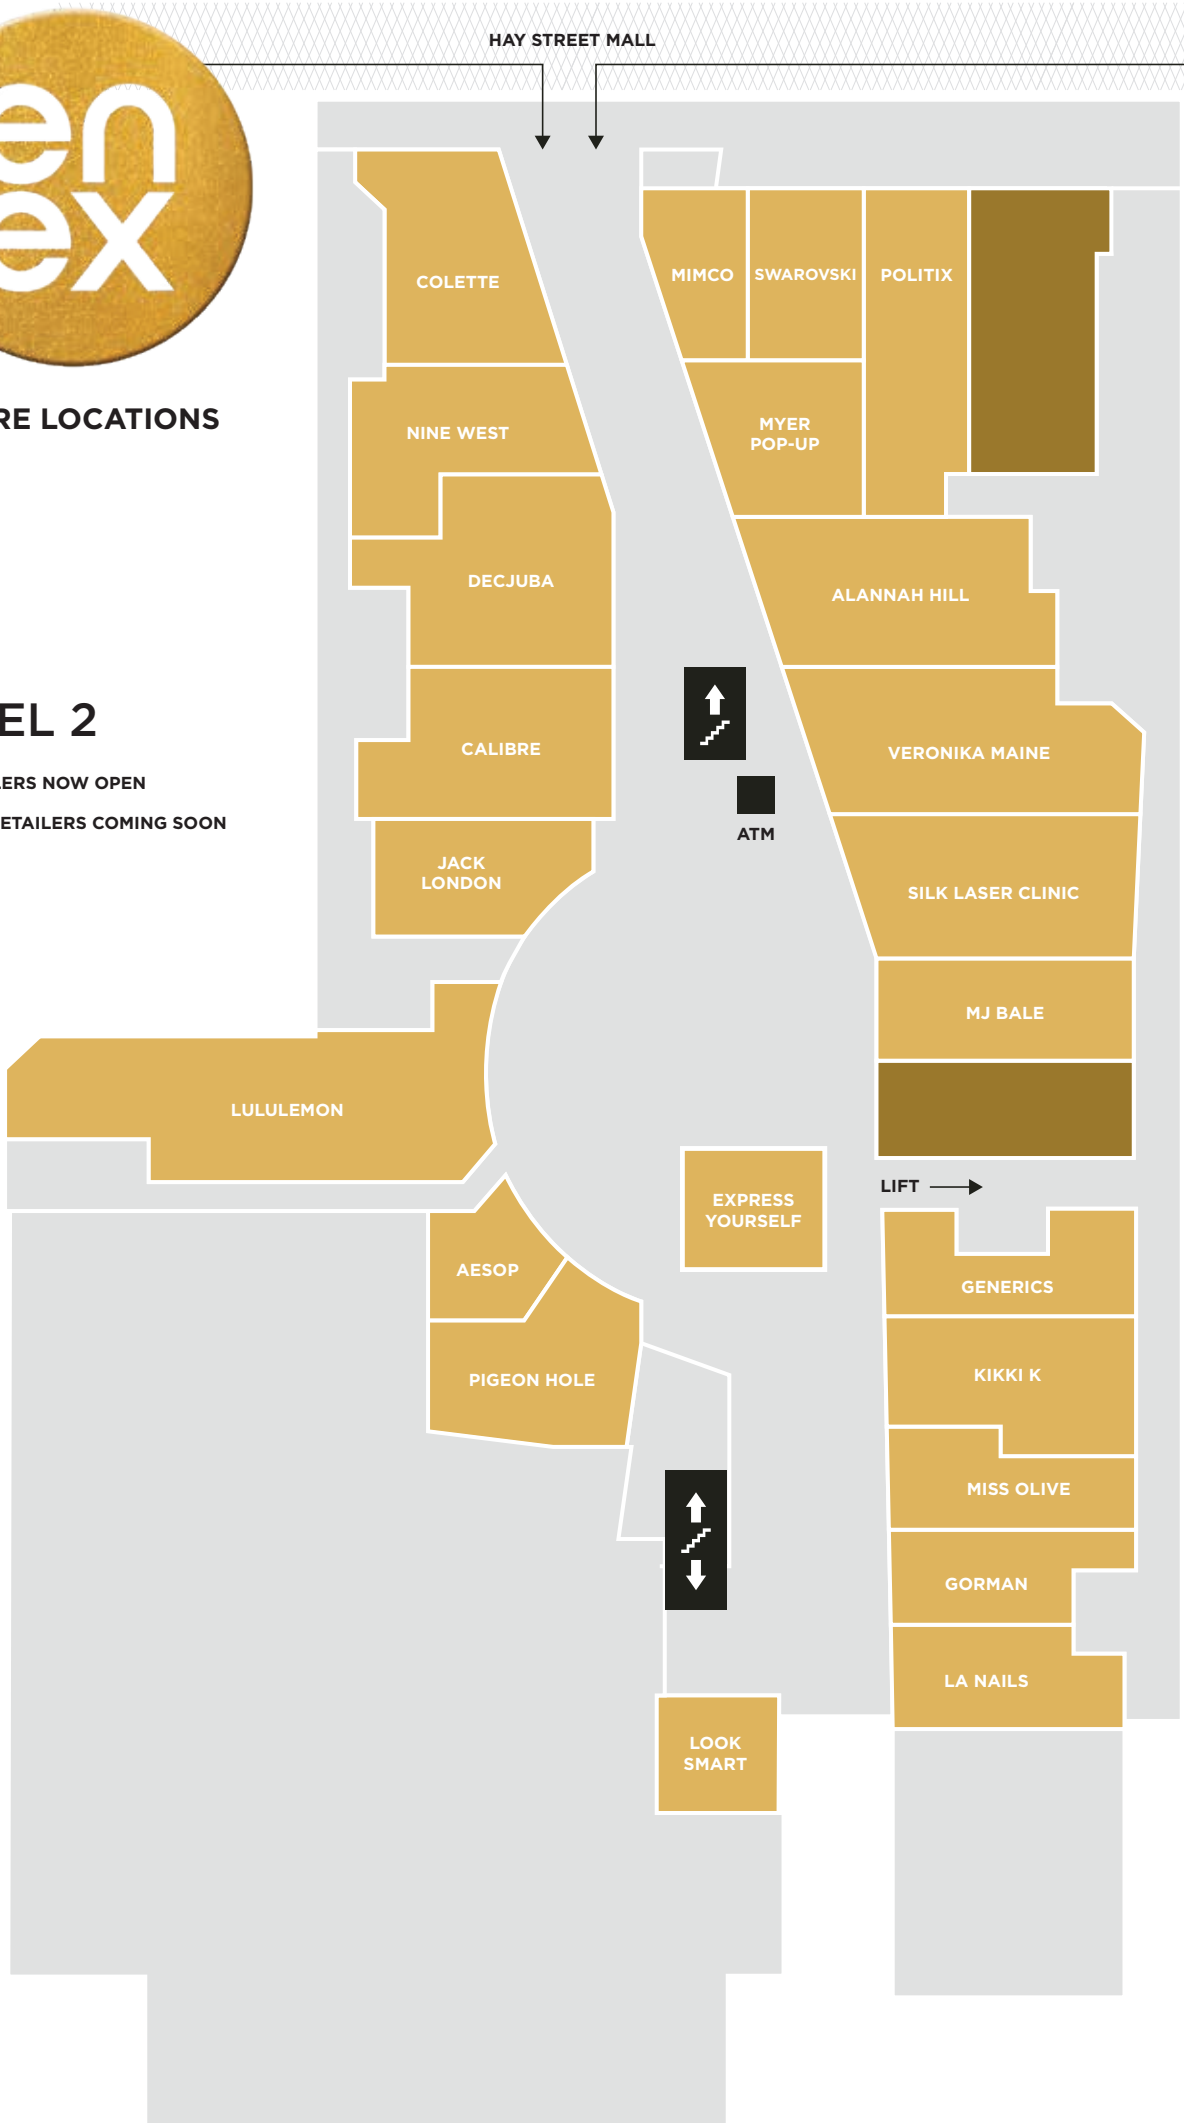 HAY STREET MALL
en
ex
RE LOCATIONS
EL 2
LERS NOW OPEN
ETAILERS COMING SOON
COLETTE
NINE WEST
DECJUBA
CALIBRE
JACK
LONDON
LULULEMON
AESOP
PIGEON HOLE
MIMCO
SWAROVSKI
POLITIX
MYER
POP-UP
ALANNAH HILL
VERONIKA MAINE
ATM
SILK LASER CLINIC
MJ BALE
LIFT
EXPRESS
YOURSELF
GENERICS
KIKKI K
MISS OLIVE
GORMAN
LA NAILS
LOOK
SMART